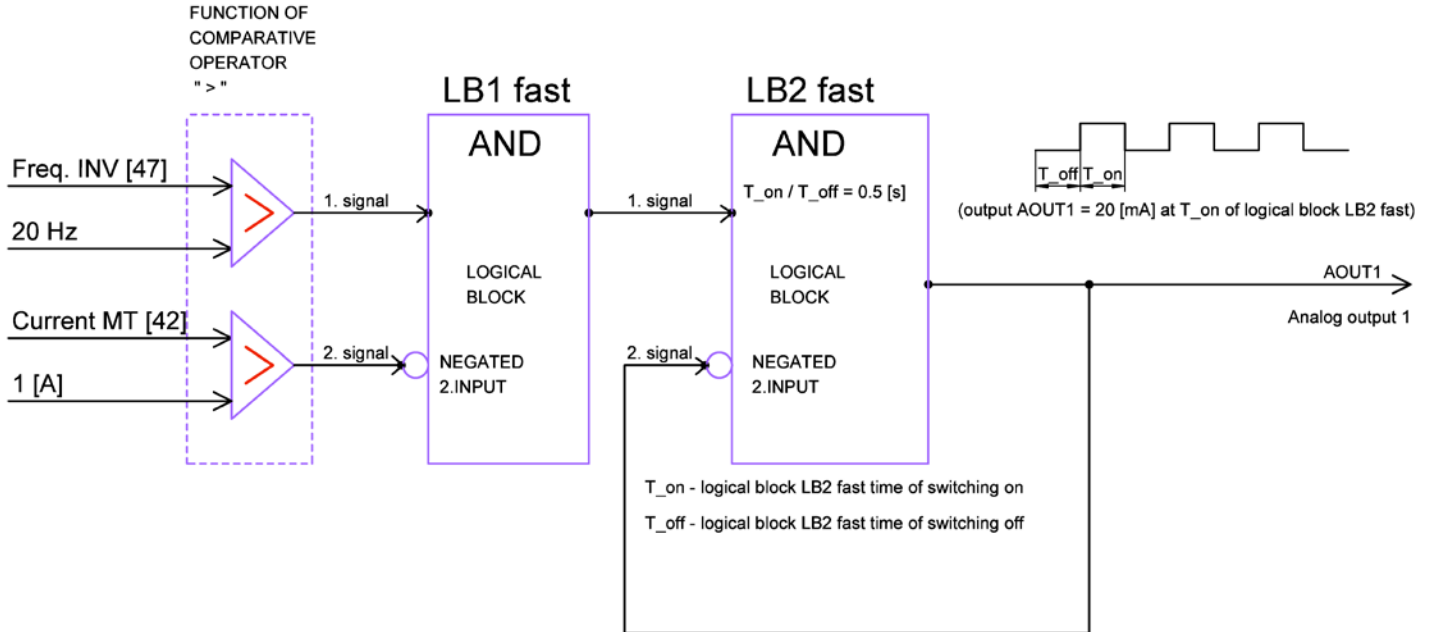 FUNCTION OF
COMPARATIVE
OPERATOR
" > "
LB1 fast
LB2 fast
AND
AND
Freq. INV [47]
1. signal
1. signal
T_on / T_off = 0.5 [s]
T_off
T_on
(output AOUT1 = 20 [mA] at T_on of logical block LB2 fast)
20 Hz
LOGICAL
BLOCK
LOGICAL
BLOCK
AOUT1
Analog output 1
Current MT [42]
2. signal
NEGATED
2.INPUT
2. signal
NEGATED
2.INPUT
1 [A]
T_on - logical block LB2 fast time of switching on
T_off - logical block LB2 fast time of switching off